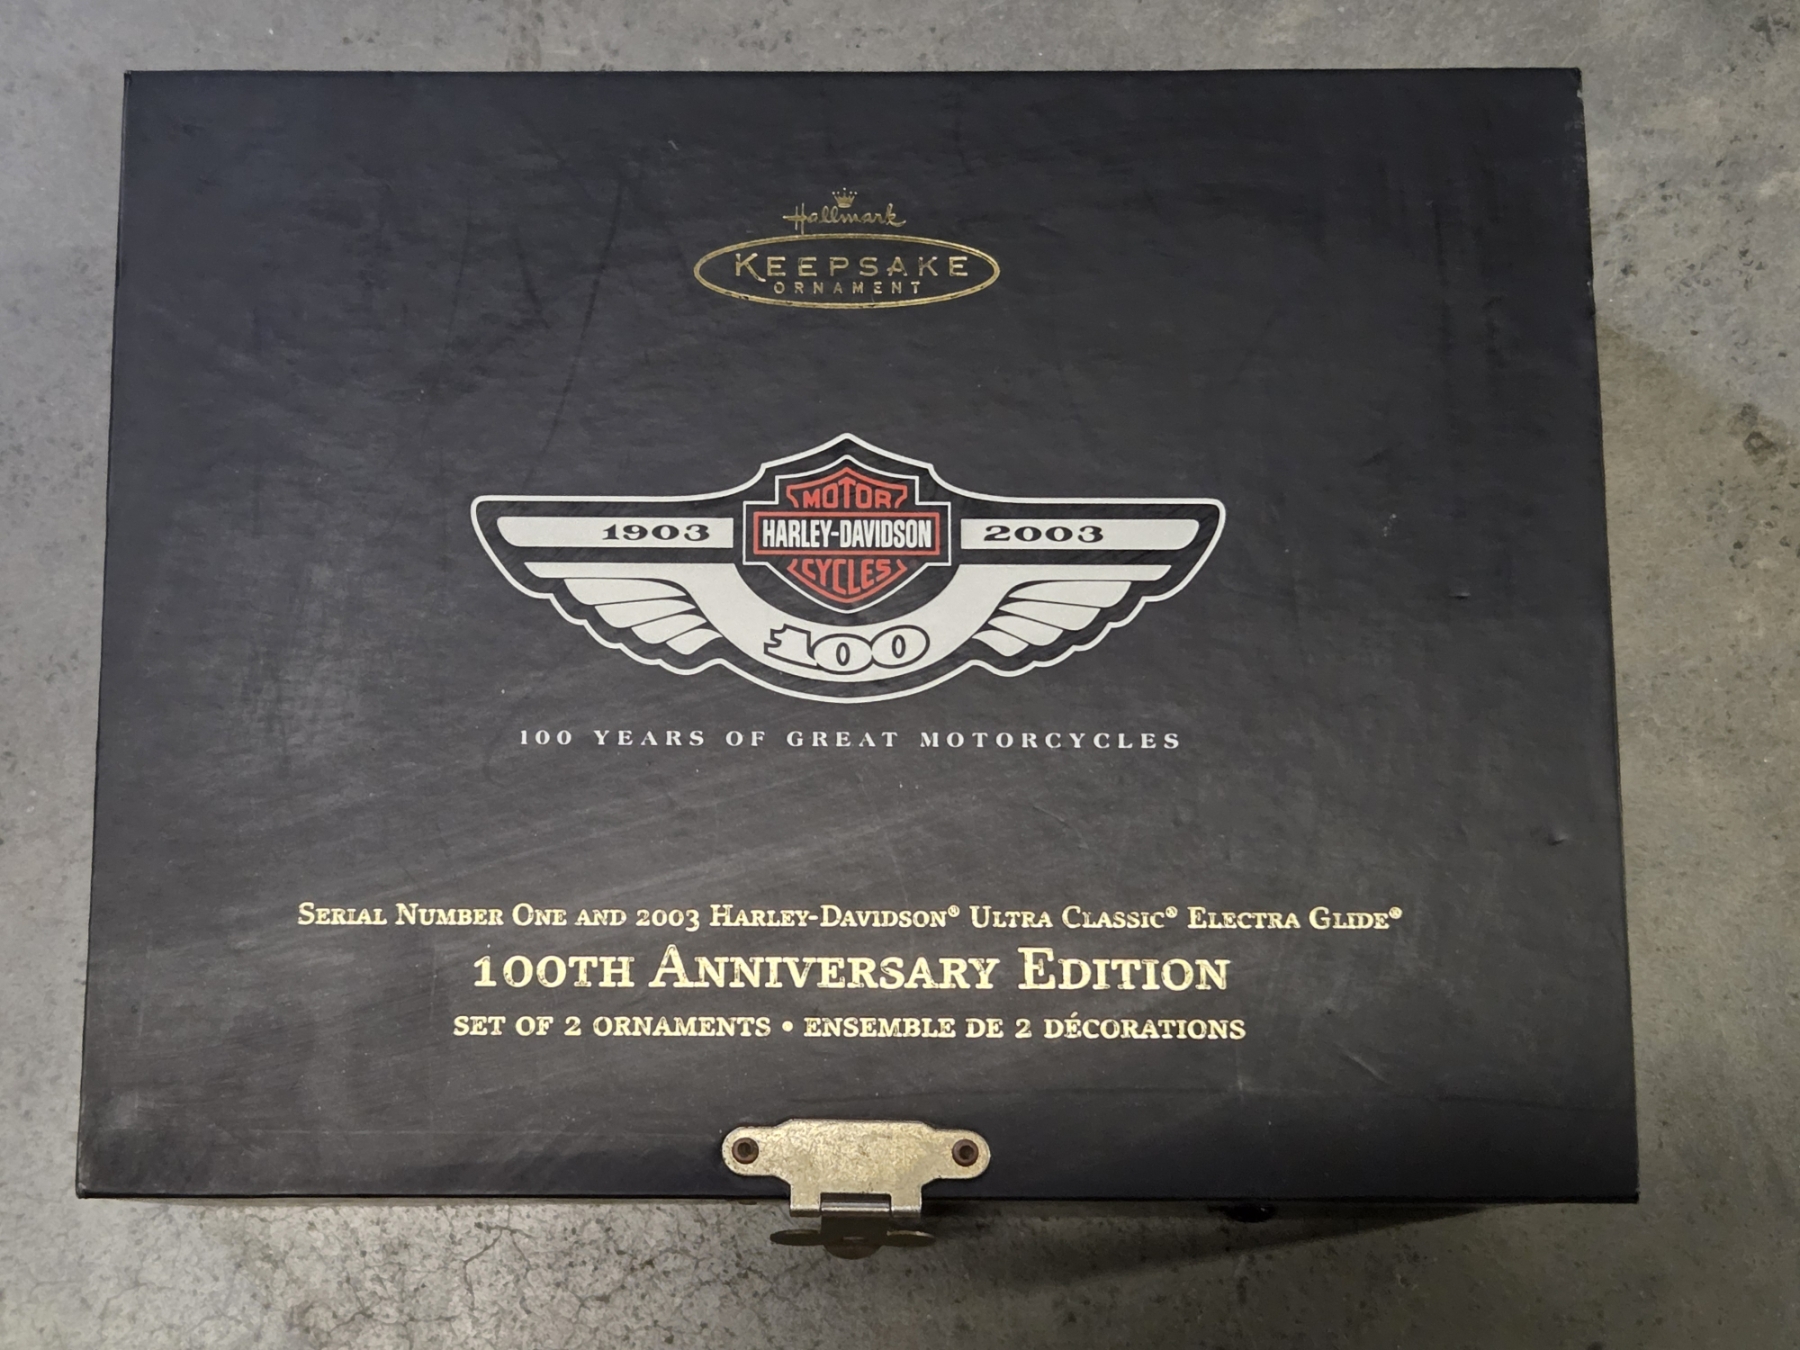 Hallmark
KEEPSAKE
ORNAMENT
MOTOR
1903 HARLEY-DAVIDSON 2003
CYCLES
100
100 YEARS OF GREAT MOTORCYCLES
SERIAL NUMBER ONE AND 2003 HARLEY-DAVIDSON® ULTRA CLASSIC® ELECTRA GLIDE®
100TH ANNIVERSARY EDITION
SET OF 2 ORNAMENTS • ENSEMBLE DE 2 DÉCORATIONS